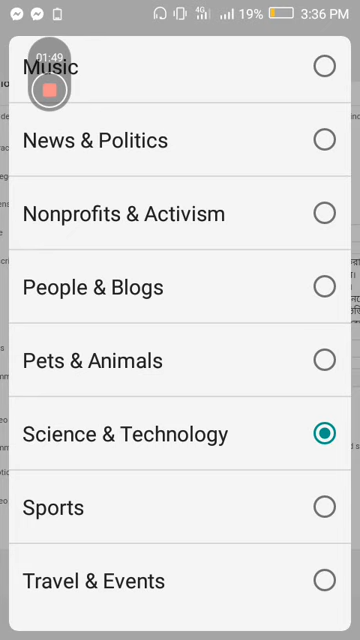 4G 19% 3:36 PM
01:49
Music
News & Politics
Nonprofits & Activism
People & Blogs
Pets & Animals
Science & Technology
Sports
Travel & Events